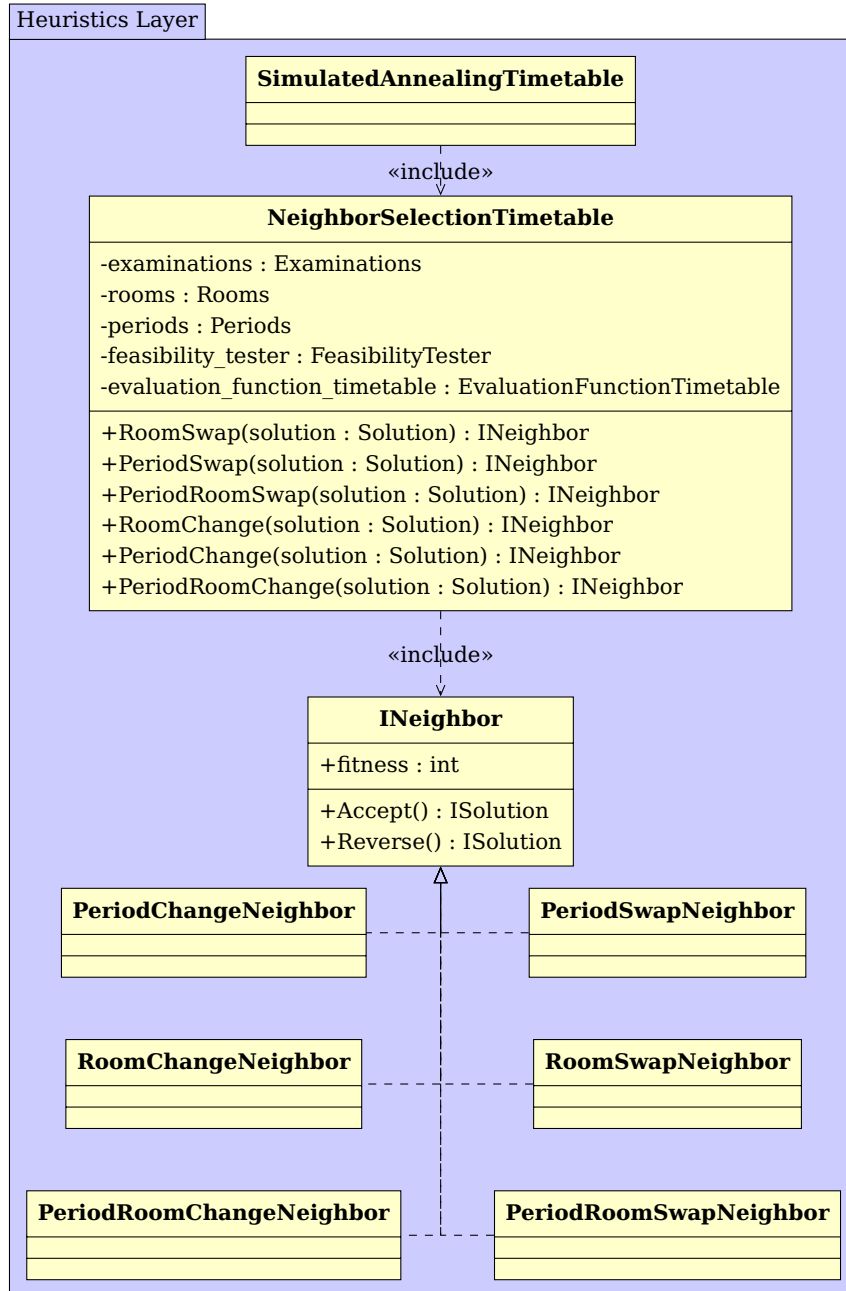 Heuristics Layer
SimulatedAnnealingTimetable
«include»
NeighborSelectionTimetable
-examinations : Examinations
-rooms : Rooms
-periods : Periods
-feasibility_tester : FeasibilityTester
-evaluation_function_timetable : EvaluationFunctionTimetable
+RoomSwap(solution : Solution) : INeighbor
+PeriodSwap(solution : Solution) : INeighbor
+PeriodRoomSwap(solution : Solution) : INeighbor
+RoomChange(solution : Solution) : INeighbor
+PeriodChange(solution : Solution) : INeighbor
+PeriodRoomChange(solution : Solution) : INeighbor
«include»
INeighbor
+fitness : int
+Accept() : ISolution
+Reverse() : ISolution
PeriodChangeNeighbor
PeriodSwapNeighbor
RoomChangeNeighbor
RoomSwapNeighbor
PeriodRoomChangeNeighbor
PeriodRoomSwapNeighbor